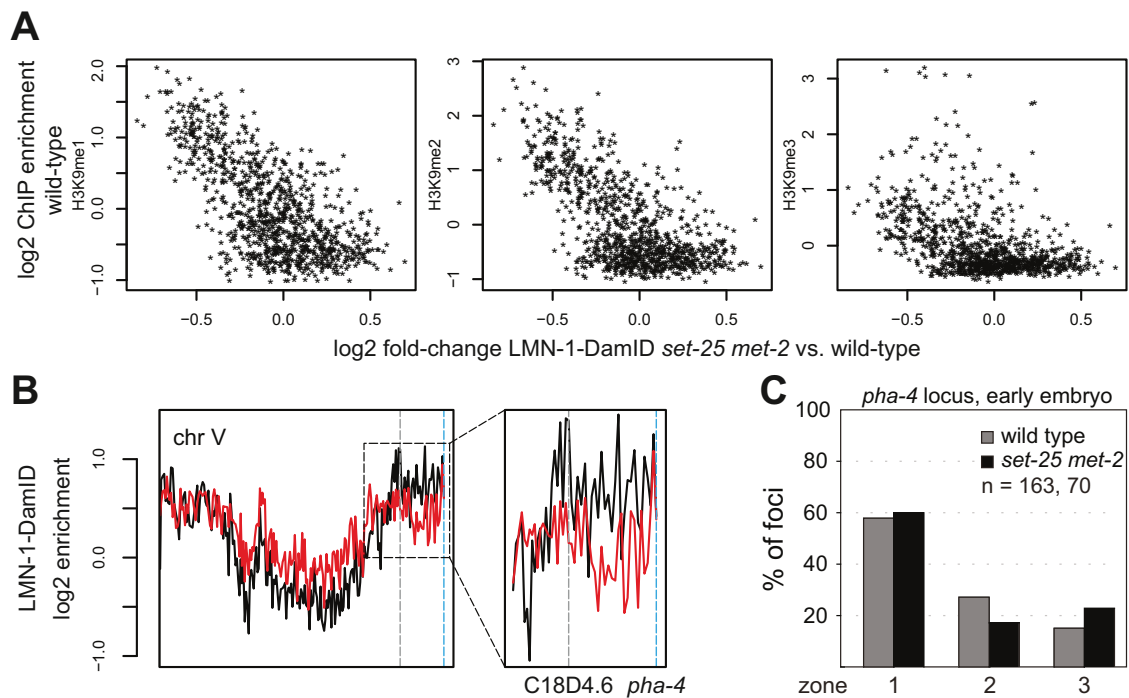 A
log2 ChIP enrichment
wild-type
H3K9me1
2.0
1.0
0.0
−1.0
−0.5
0.0
0.5
H3K9me2
3
2
1
0
−1
−0.5
0.0
0.5
H3K9me3
3
2
1
0
−0.5
0.0
0.5
log2 fold-change LMN-1-DamID set-25 met-2 vs. wild-type
B
LMN-1-DamID
log2 enrichment
1.0
0.0
−1.0
chr V
C18D4.6 pha-4
C
pha-4 locus, early embryo
% of foci
100
80
60
40
20
wild type
set-25 met-2
n = 163, 70
zone 1 2 3